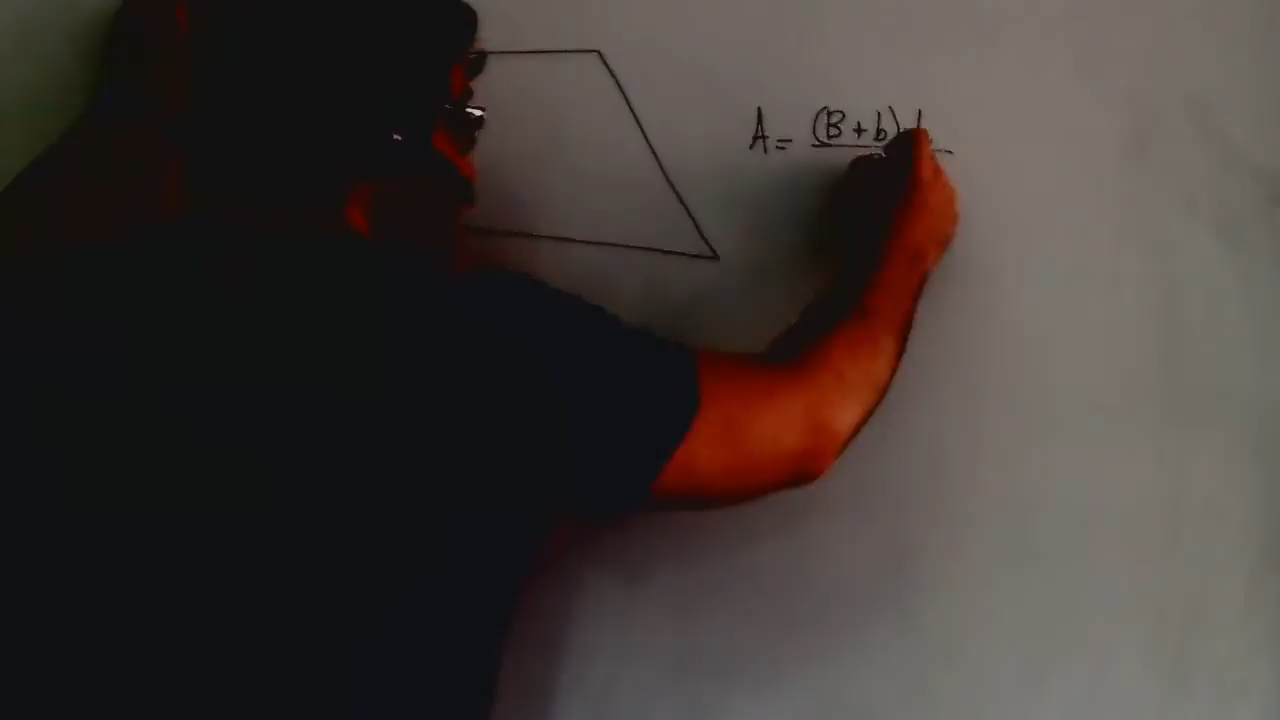 A = (B + b)